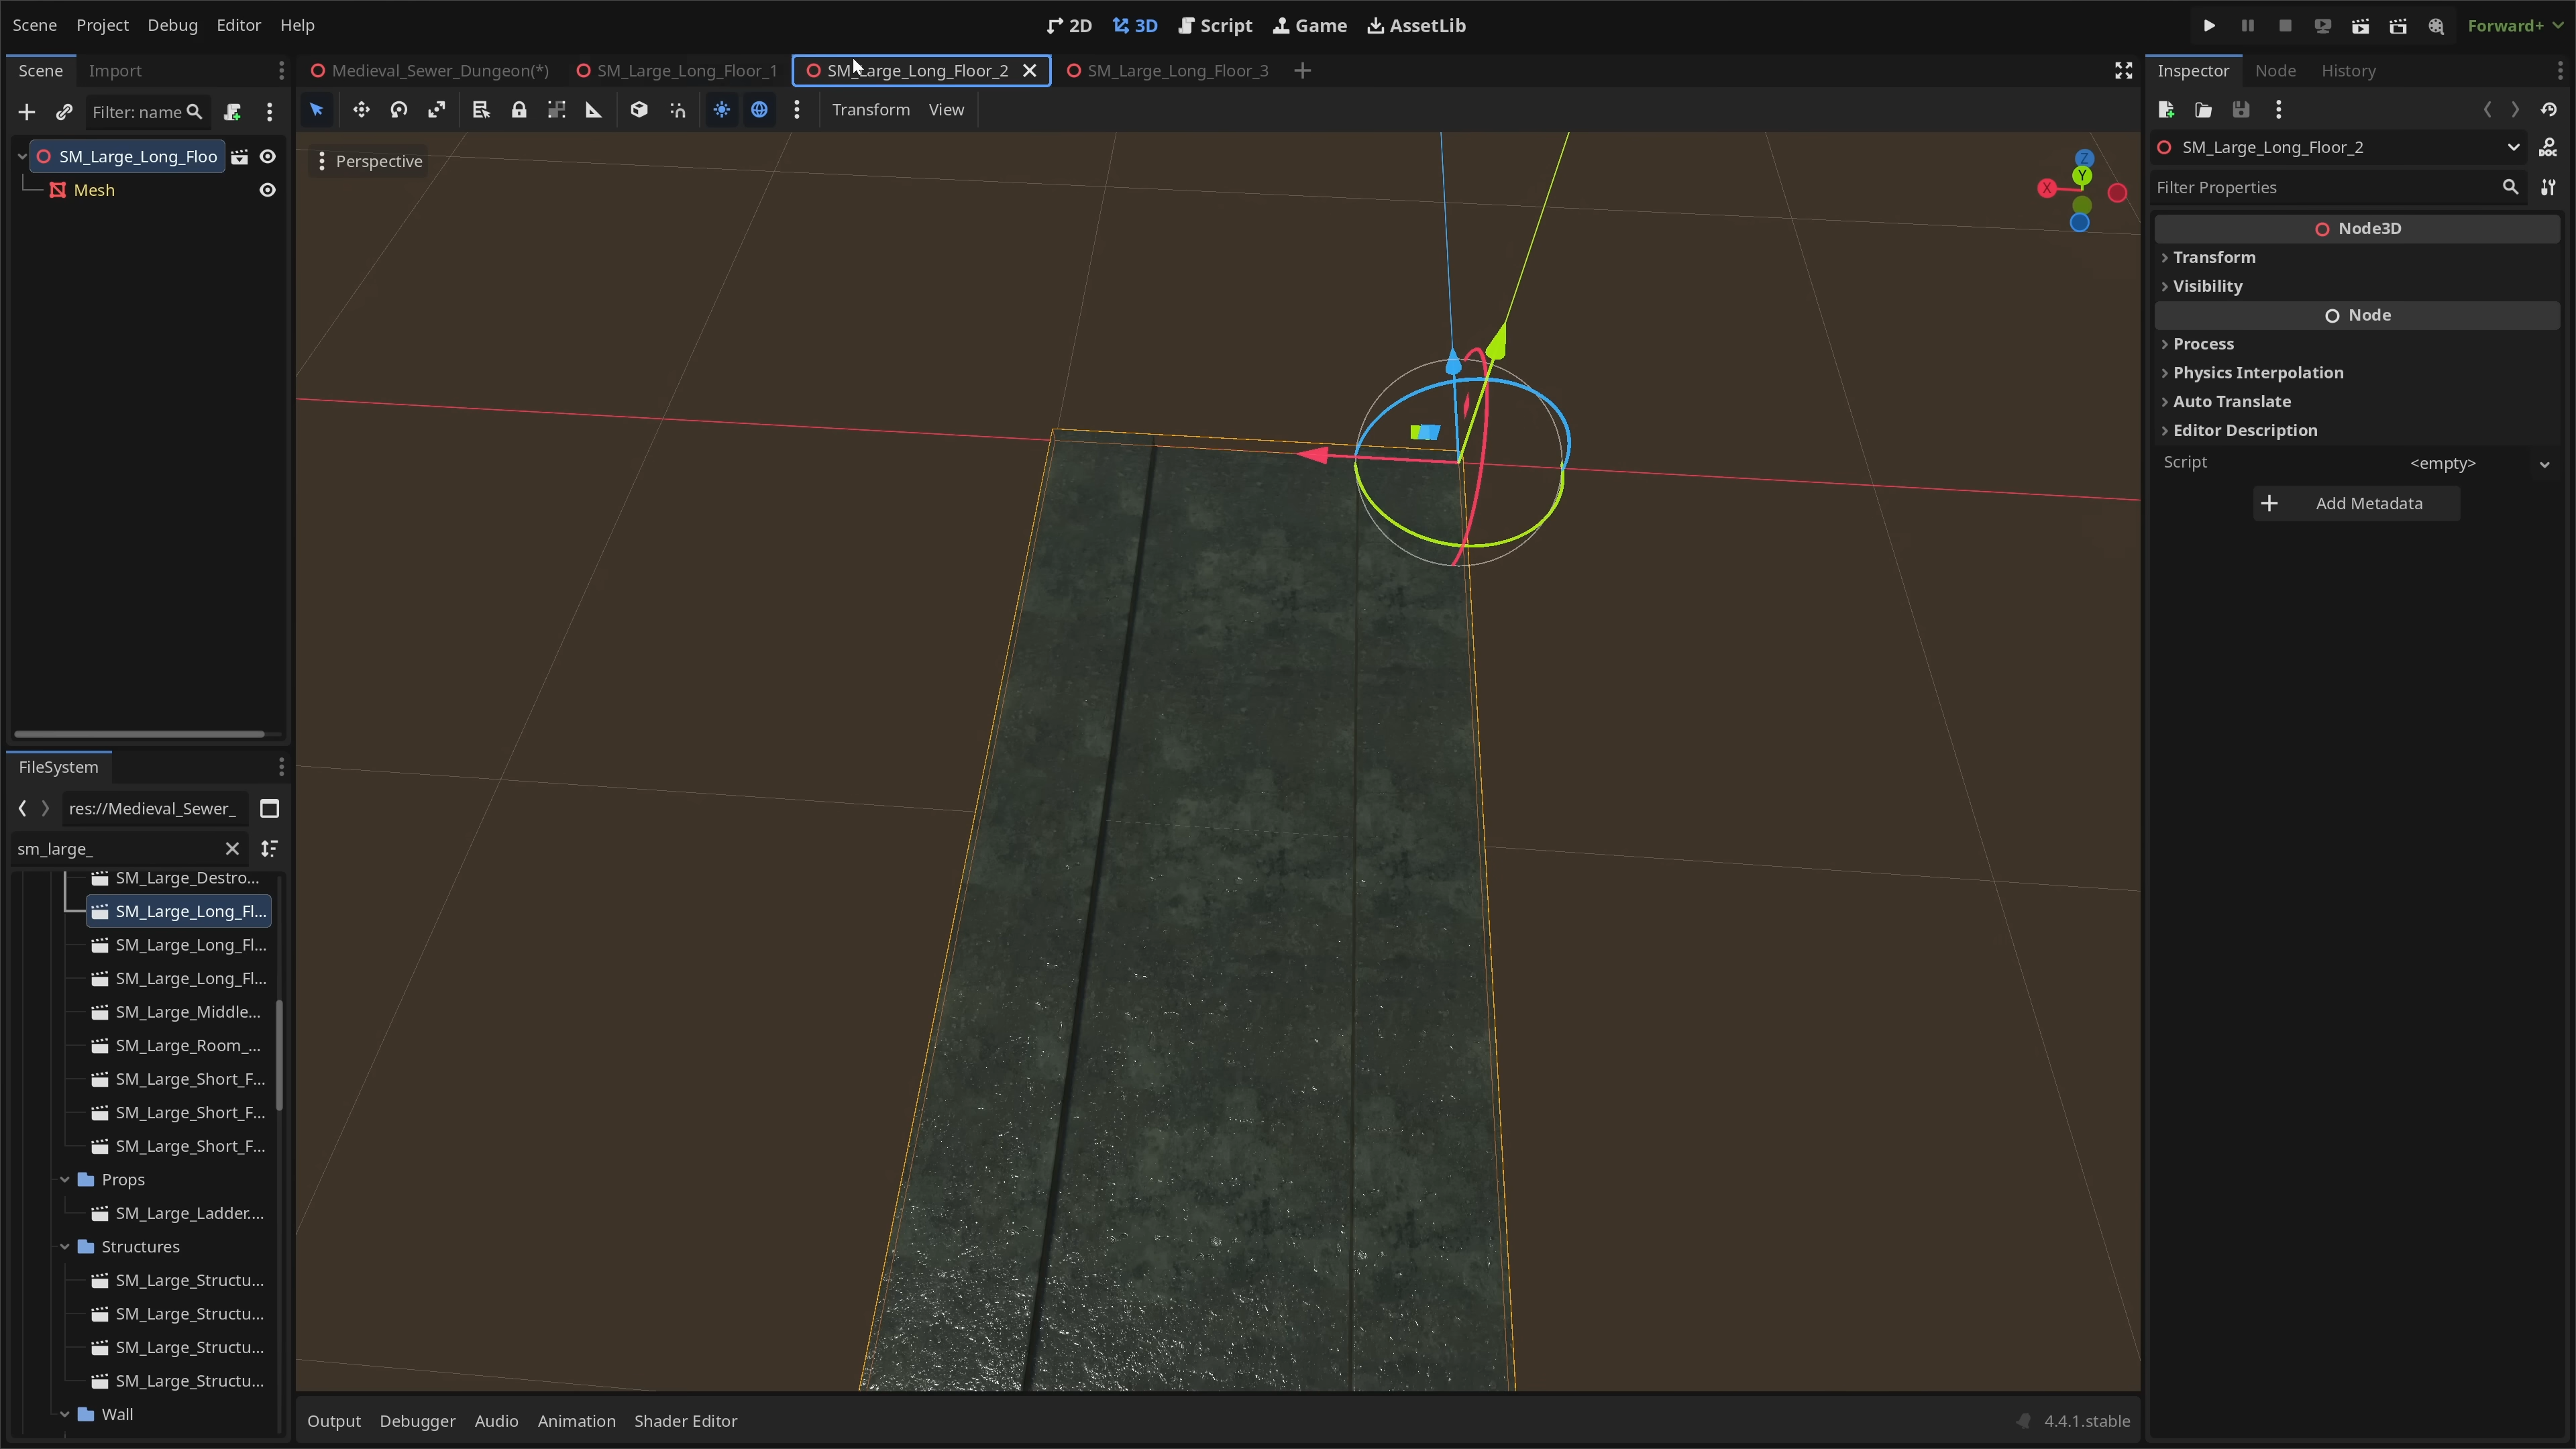 Scene Project Debug Editor Help
2D 3D Script Game AssetLib
Forward+
Scene Import
Filter: name
SM_Large_Long_Floo
Mesh
FileSystem
res://Medieval_Sewer_
sm_large_
SM_Large_Destro...
SM_Large_Long_Fl...
SM_Large_Long_Fl...
SM_Large_Long_Fl...
SM_Large_Middle...
SM_Large_Room_...
SM_Large_Short_F...
SM_Large_Short_F...
SM_Large_Short_F...
Props
SM_Large_Ladder....
Structures
SM_Large_Structu...
SM_Large_Structu...
SM_Large_Structu...
SM_Large_Structu...
Wall
Medieval_Sewer_Dungeon(*) SM_Large_Long_Floor_1 SM_Large_Long_Floor_2 SM_Large_Long_Floor_3
Transform View
Perspective
Z
Y
X
Output Debugger Audio Animation Shader Editor
4.4.1.stable
Inspector Node History
SM_Large_Long_Floor_2
DOC
Filter Properties
Node3D
Transform
Visibility
Node
Process
Physics Interpolation
Auto Translate
Editor Description
Script <empty>
Add Metadata